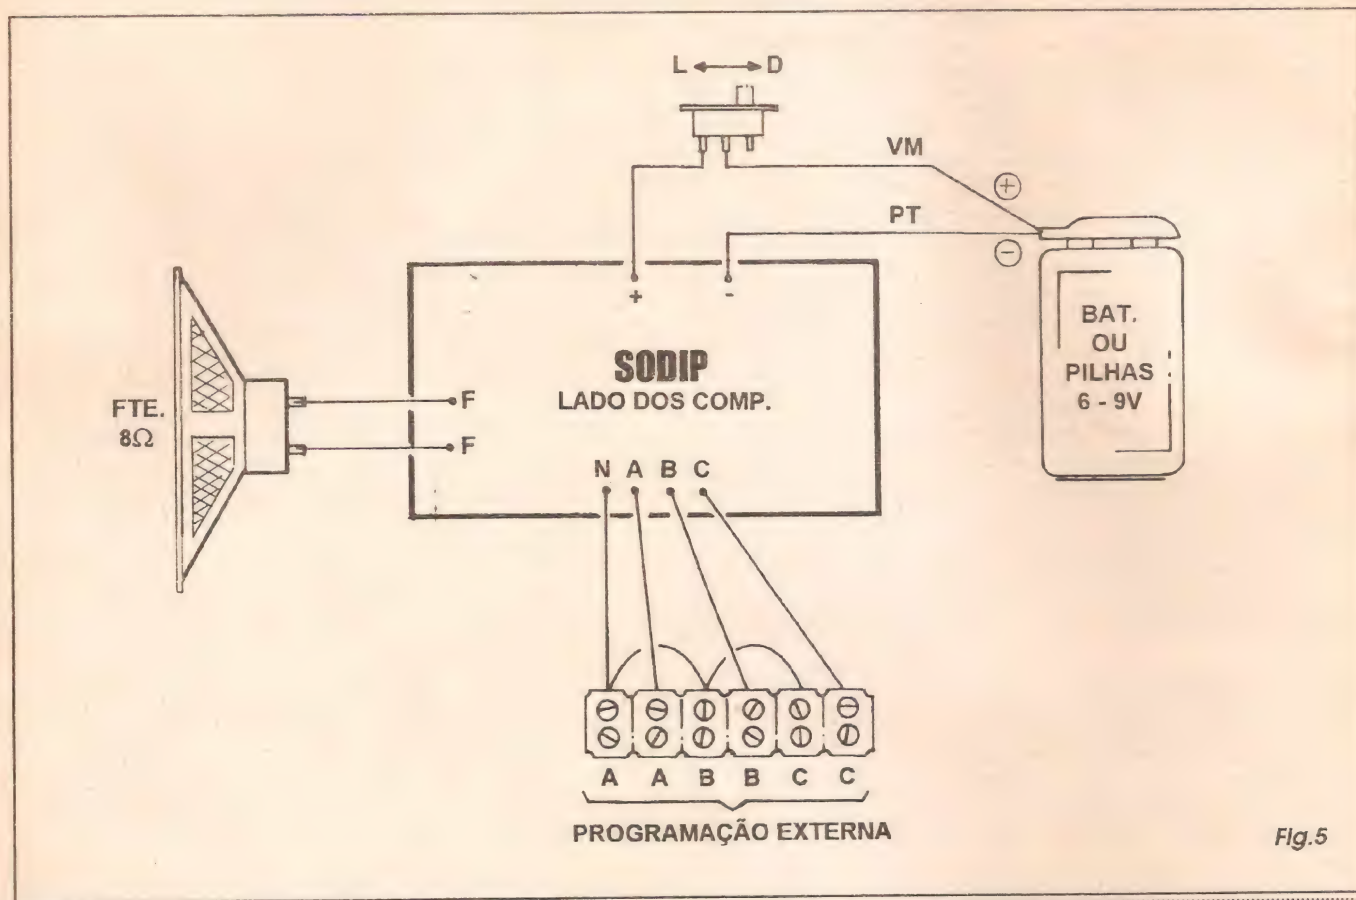 L D
VM
+
PT
-
+ -
BAT.
OU
PILHAS
6 - 9V
SODIP
LADO DOS COMP.
FTE.
8Ω
F
F
N A B C
A A B B C C
PROGRAMAÇÃO EXTERNA
Fig.5